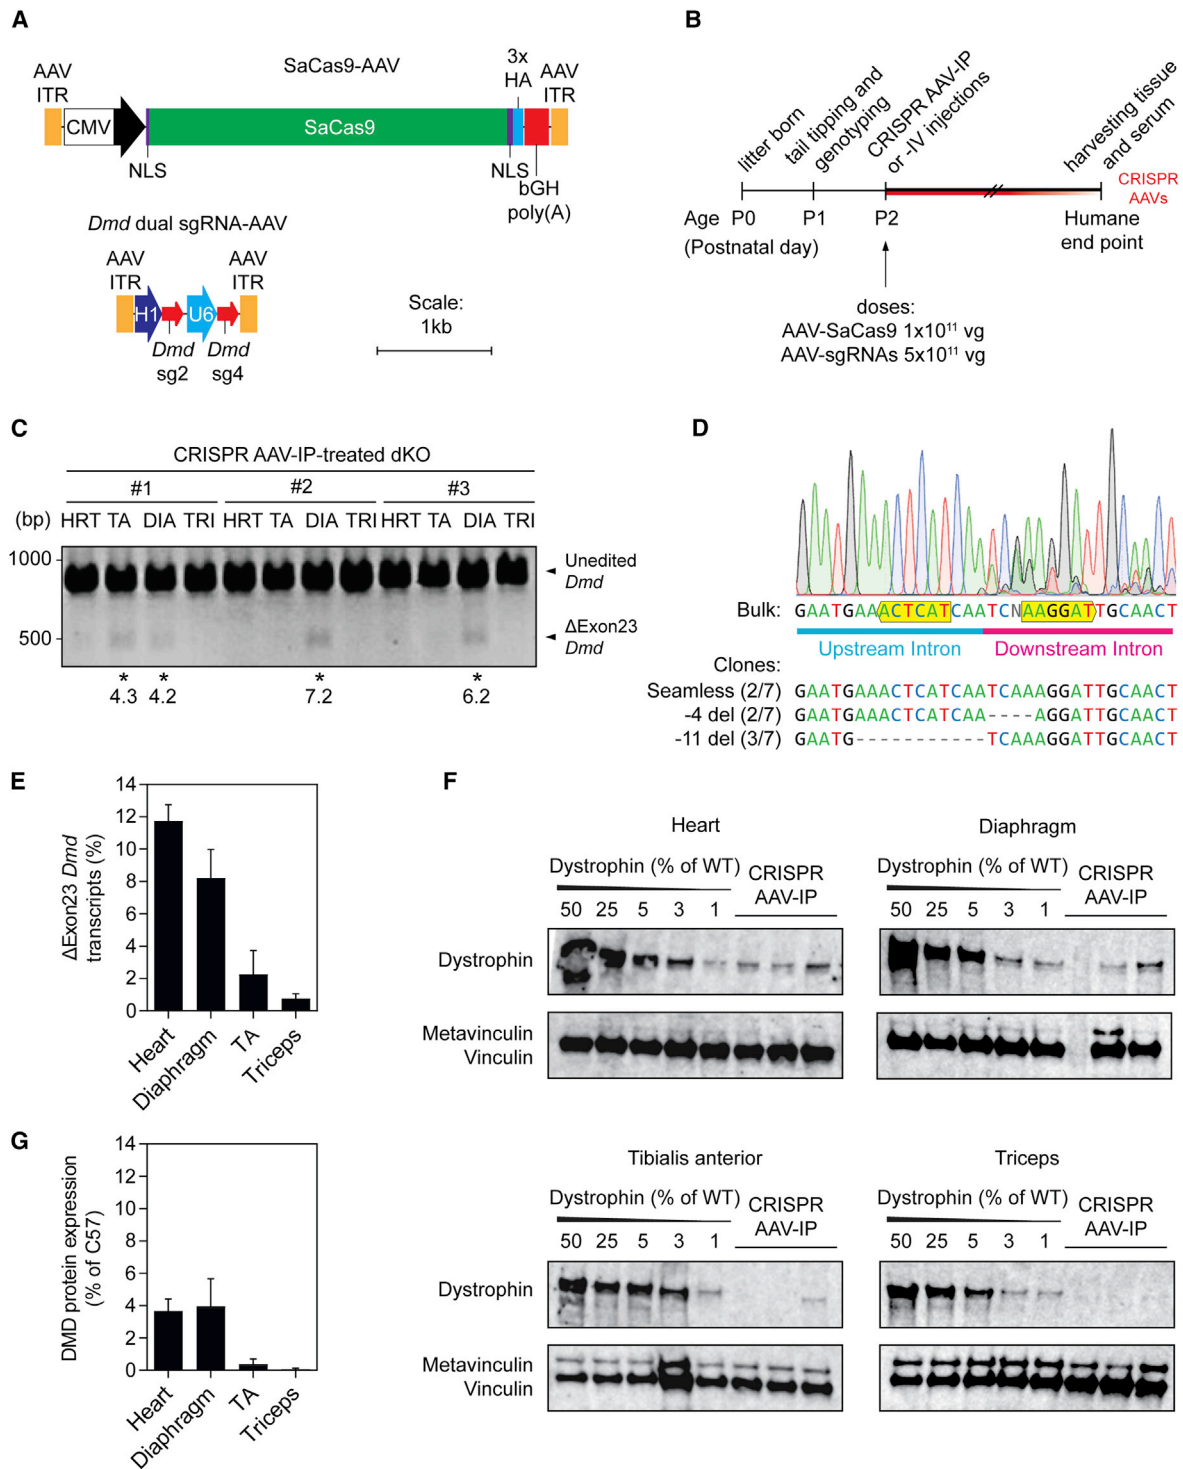 A
SaCas9-AAV
AAV
ITR
3x
HA
AAV
ITR
CMV
SaCas9
NLS
NLS
bGH
poly(A)
Dmd dual sgRNA-AAV
AAV
ITR
AAV
ITR
H1
U6
Dmd
sg2
Dmd
sg4
Scale:
1kb
B
litter born
tail tipping and
genotyping
CRISPR AAV-IP
or -IV injections
harvesting tissue
and serum
CRISPR
AAVs
Age P0 P1 P2
(Postnatal day)
Humane
end point
doses:
AAV-SaCas9 1x10¹¹ vg
AAV-sgRNAs 5x10¹¹ vg
C
CRISPR AAV-IP-treated dKO
#1 #2 #3
(bp) HRT TA DIA TRI HRT TA DIA TRI HRT TA DIA TRI
1000
500
Unedited
Dmd
ΔExon23
Dmd
* * * *
4.3 4.2 7.2 6.2
D
Bulk: GAATGAAACTCATCAATCNAAGGATTGCAACT
Upstream Intron Downstream Intron
Clones:
Seamless (2/7) GAATGAAACTCATCAATCAAAGGATTGCAACT
-4 del (2/7) GAATGAAACTCATCAA----AGGATTGCAACT
-11 del (3/7) GAATG-----------TCAAAGGATTGCAACT
E
ΔExon23 Dmd
transcripts (%)
14
12
10
8
6
4
2
0
Heart
Diaphragm
TA
Triceps
F
Heart
Dystrophin (% of WT)
CRISPR
AAV-IP
50 25 5 3 1
Dystrophin
Metavinculin
Vinculin
Diaphragm
Dystrophin (% of WT)
CRISPR
AAV-IP
50 25 5 3 1
Tibialis anterior
Dystrophin (% of WT)
CRISPR
AAV-IP
50 25 5 3 1
Dystrophin
Metavinculin
Vinculin
Triceps
Dystrophin (% of WT)
CRISPR
AAV-IP
50 25 5 3 1
G
DMD protein expression
(% of C57)
14
12
10
8
6
4
2
0
Heart
Diaphragm
TA
Triceps